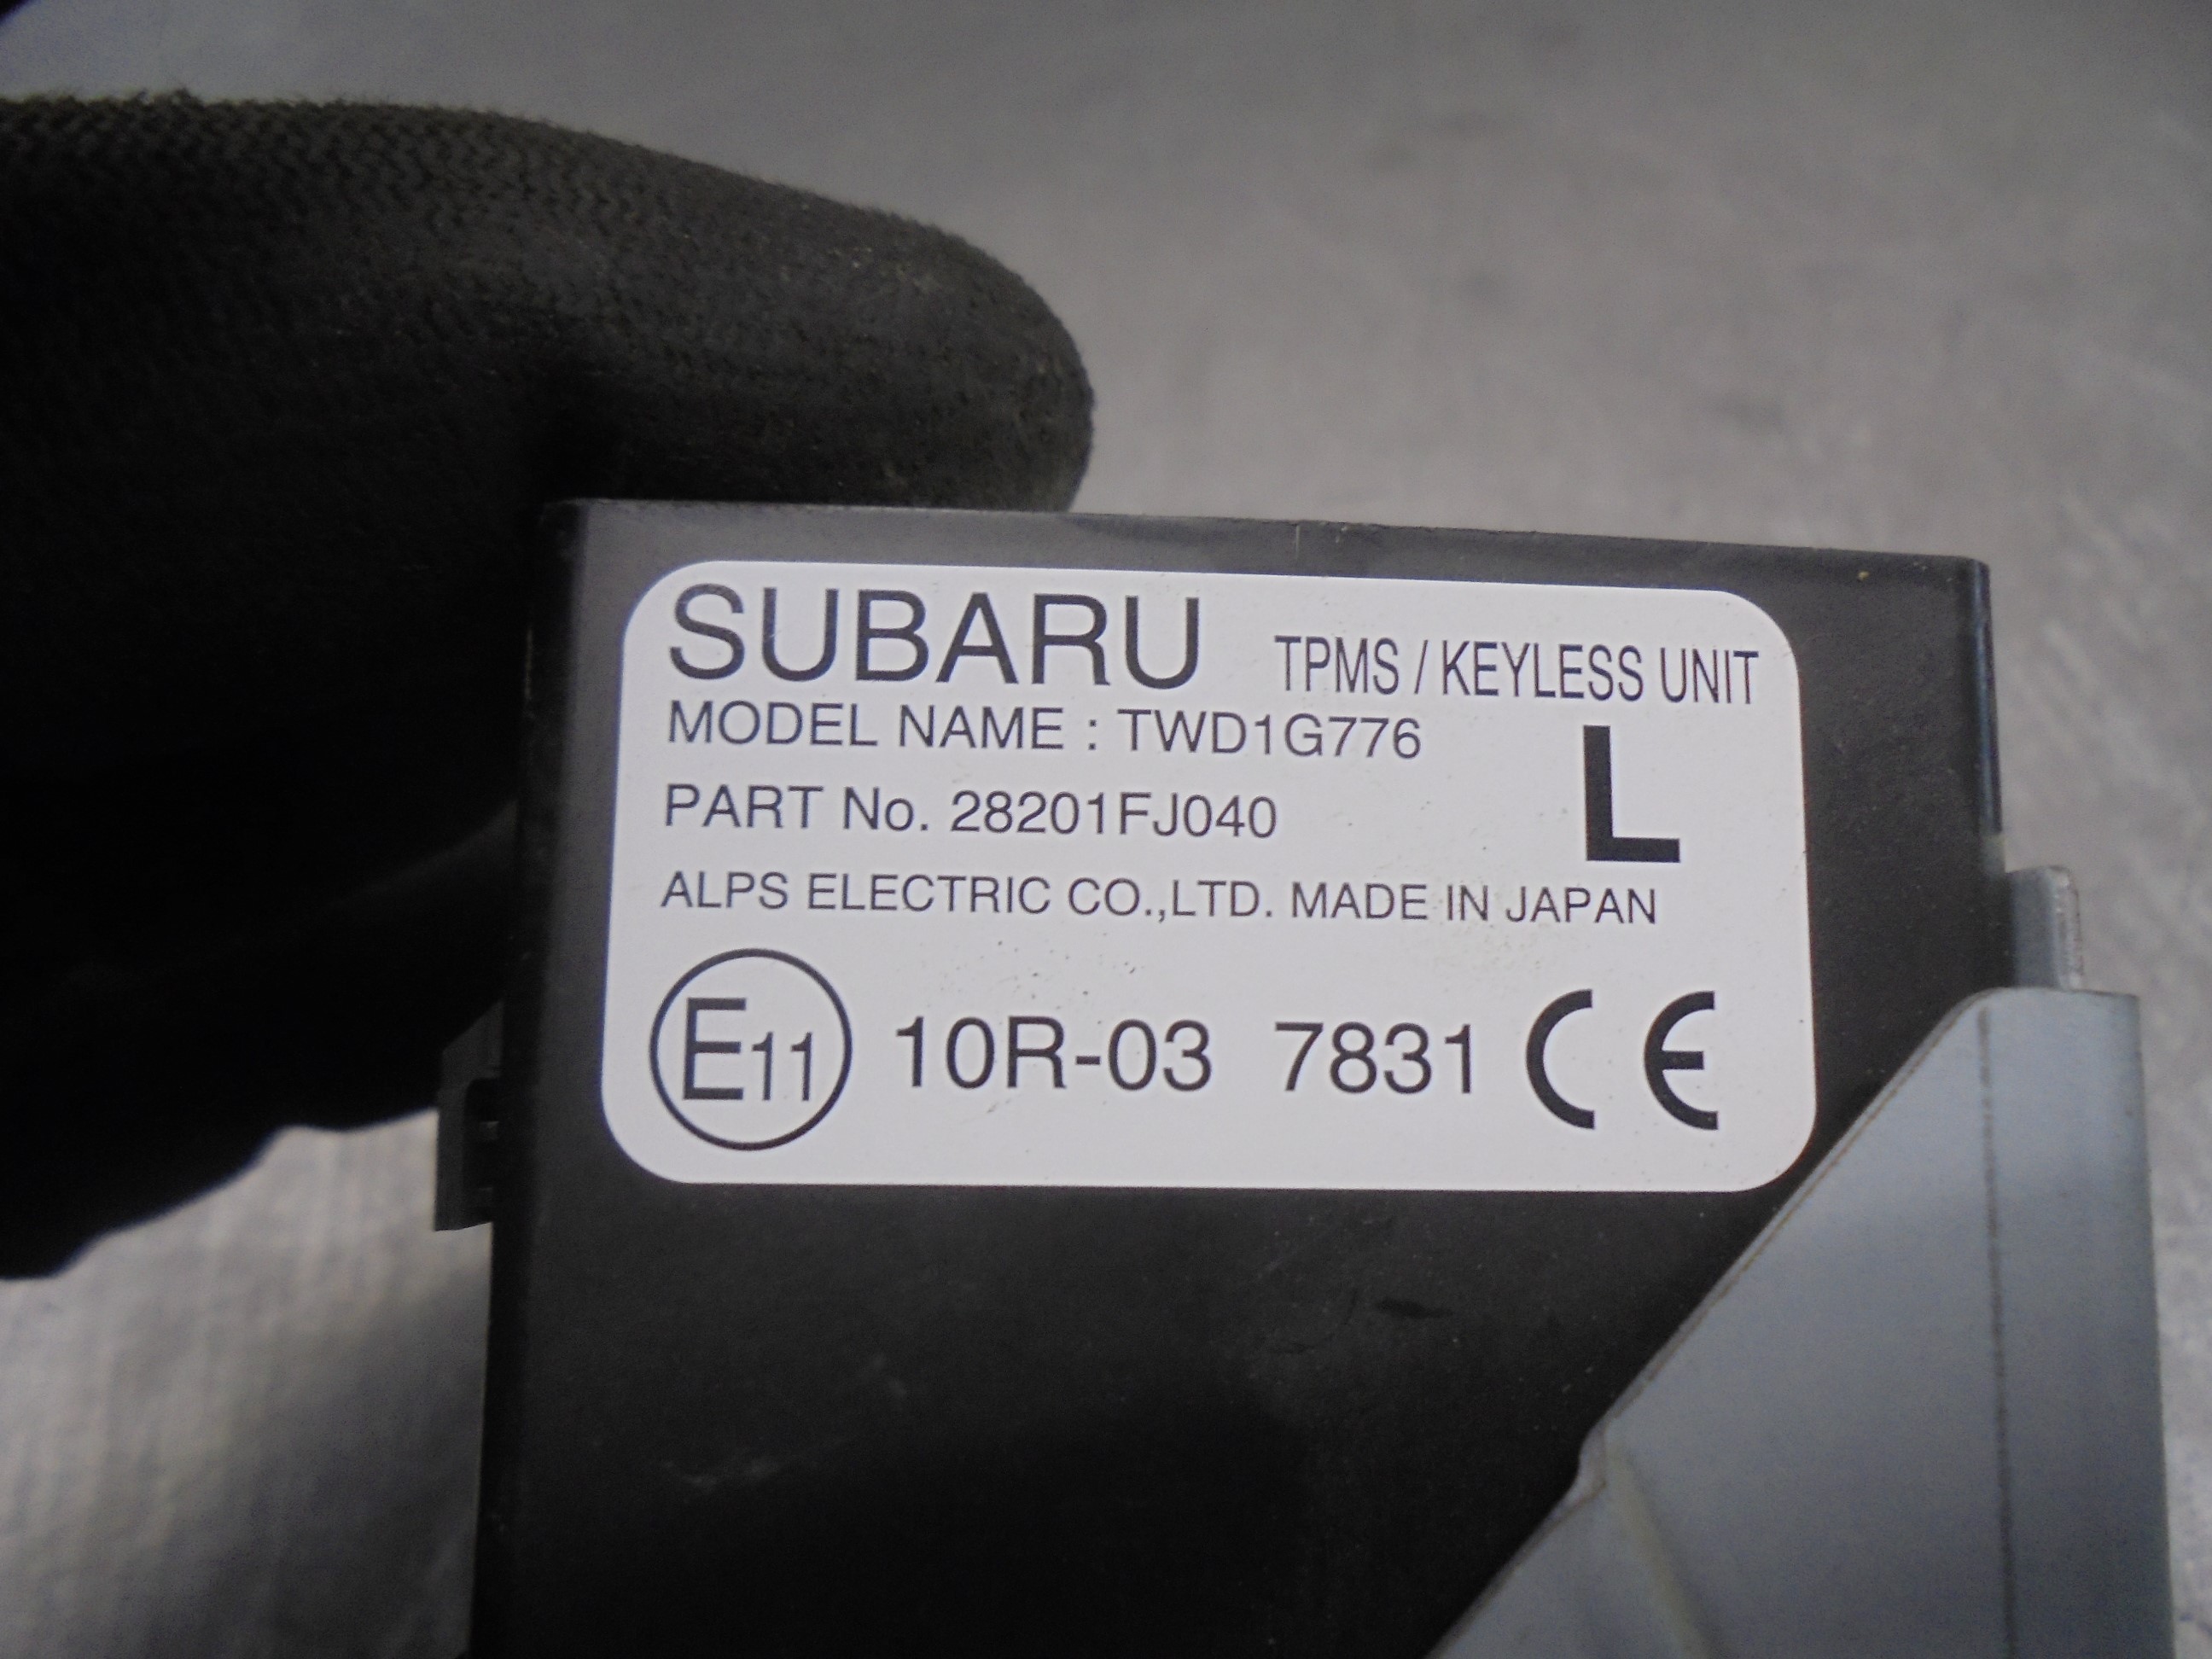 SUBARU TPMS / KEYLESS UNIT
MODEL NAME : TWD1G776
L
PART No. 28201FJ040
ALPS ELECTRIC CO.,LTD. MADE IN JAPAN
E11 10R-03 7831 CE